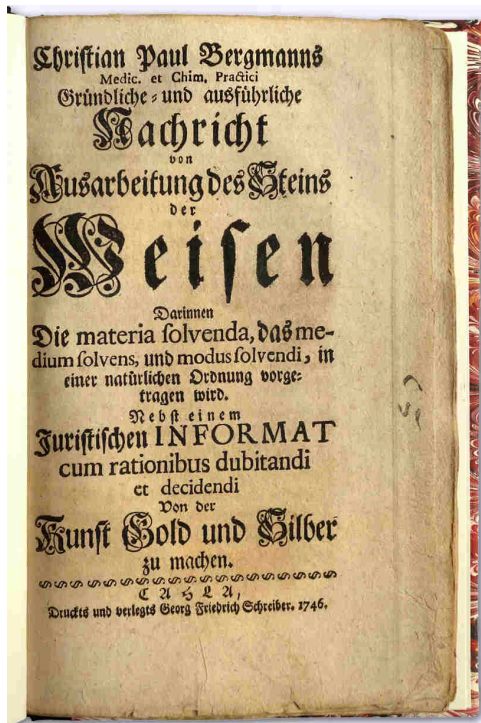 Christian Paul Bergmanns
Medic. et Chim. Practici
Gründliche- und ausführliche
Nachricht
von
Ausarbeitung des Steins
der
Weisen
Darinnen
Die materia solvenda, das me-
dium solvens, und modus solvendi, in
einer natürlichen Ordnung vorge-
tragen wird.
Nebst einem
Juristischen INFORMAT
cum rationibus dubitandi
et decidendi
Von der
Kunst Gold und Silber
zu machen.
CAHLA,
Druckts und verlegts Georg Friedrich Schreiber. 1746.